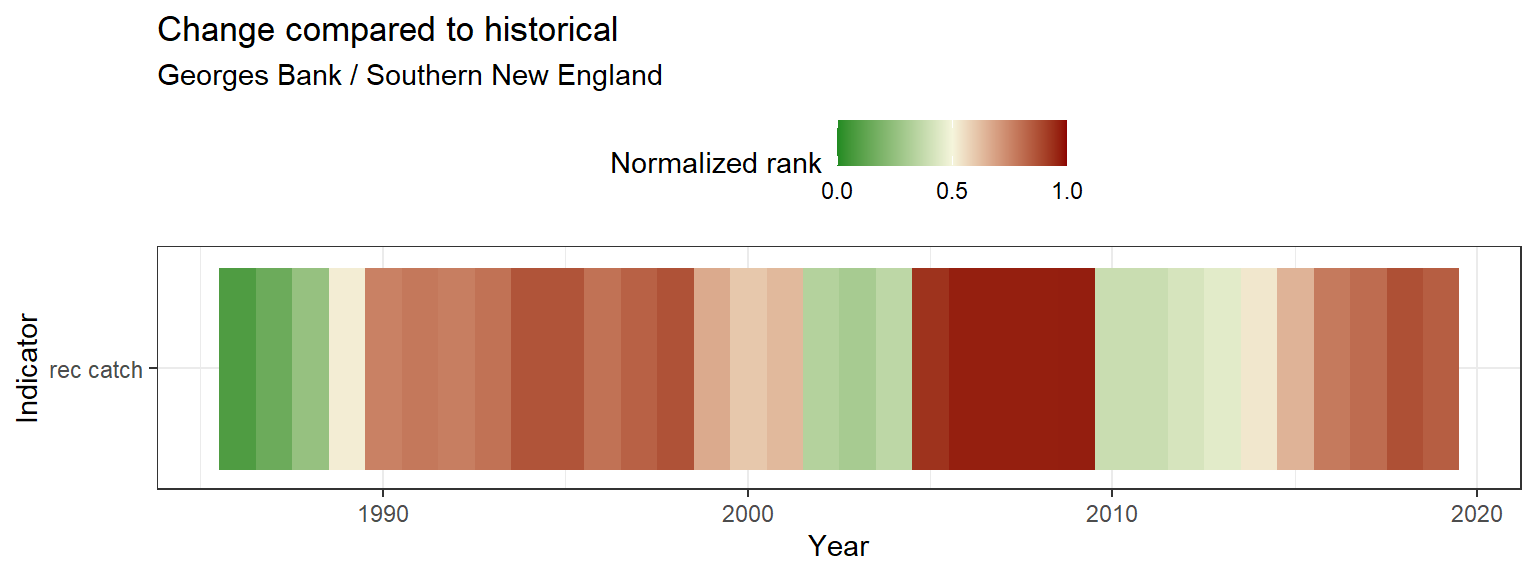 Change compared to historical
Georges Bank / Southern New England
Normalized rank
0.0 0.5 1.0
Indicator
rec catch
1990 2000 2010 2020
Year